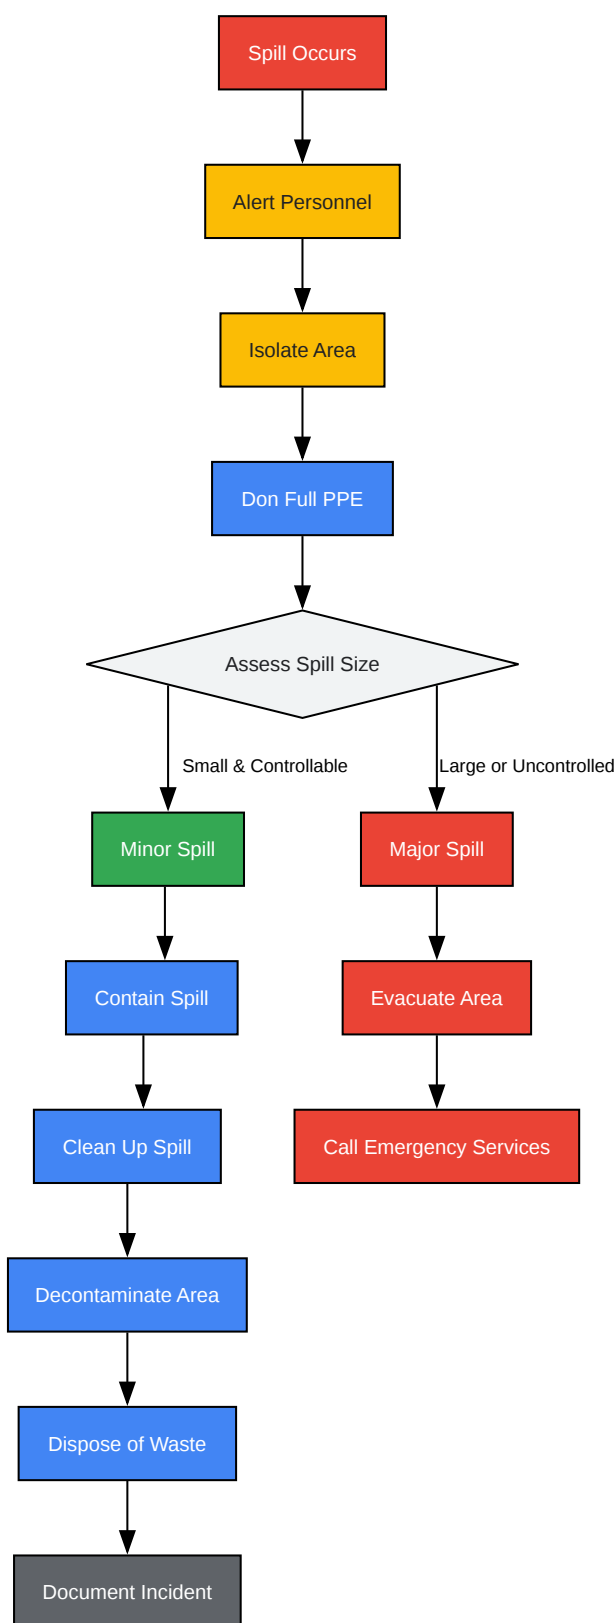 Spill Occurs
Alert Personnel
Isolate Area
Don Full PPE
Assess Spill Size
Small & Controllable
Large or Uncontrolled
Minor Spill
Major Spill
Contain Spill
Evacuate Area
Clean Up Spill
Call Emergency Services
Decontaminate Area
Dispose of Waste
Document Incident